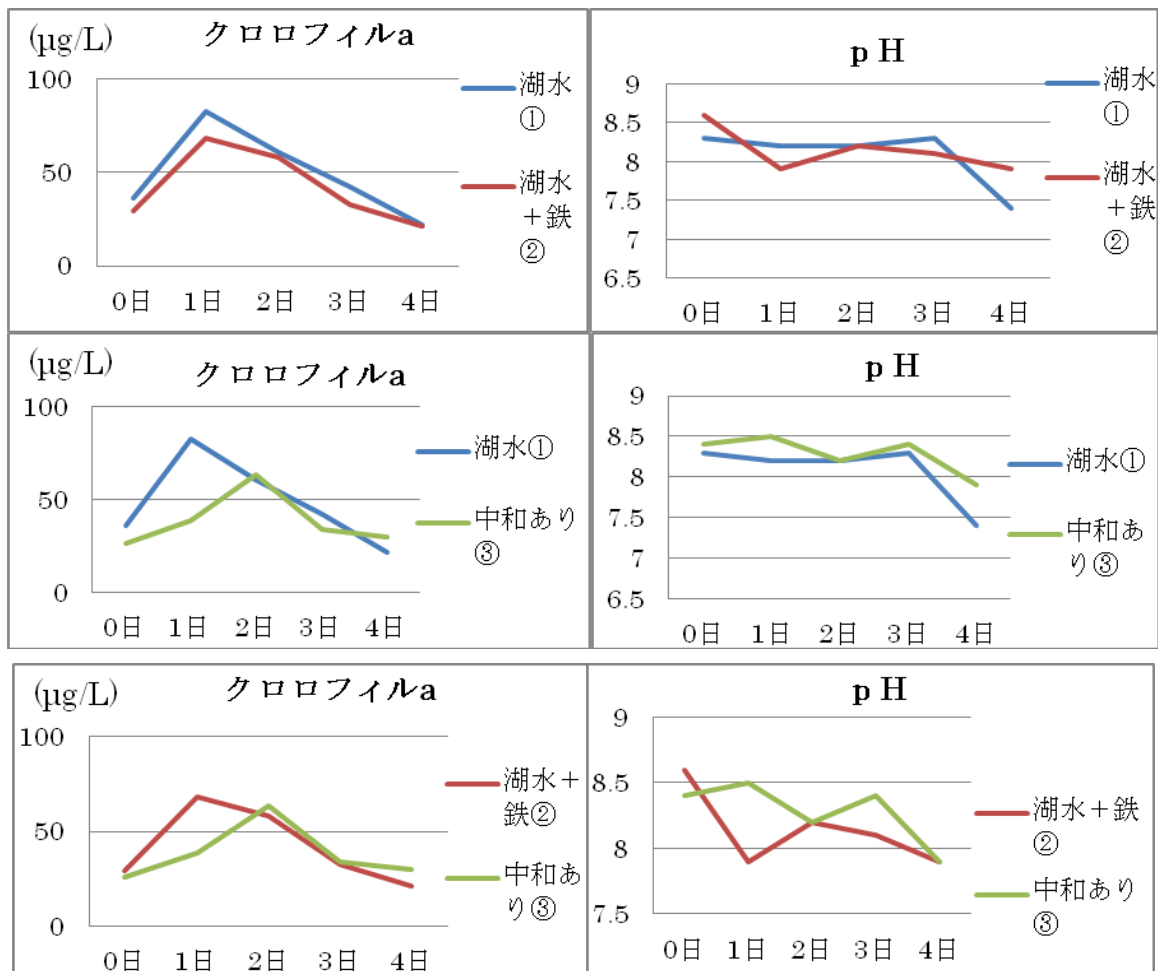 (µg/L)
クロロフィルa
100
50
0
0日 1日 2日 3日 4日
湖水
①
湖水
＋鉄
②
pH
9
8.5
8
7.5
7
6.5
0日 1日 2日 3日 4日
湖水
①
湖水
＋鉄
②
(µg/L)
クロロフィルa
100
50
0
0日 1日 2日 3日 4日
湖水①
中和あり
③
pH
9
8.5
8
7.5
7
6.5
0日 1日 2日 3日 4日
湖水①
中和あ
り③
(µg/L)
クロロフィルa
100
50
0
0日 1日 2日 3日 4日
湖水＋
鉄②
中和あ
り③
pH
9
8.5
8
7.5
0日 1日 2日 3日 4日
湖水＋鉄
②
中和あり
③